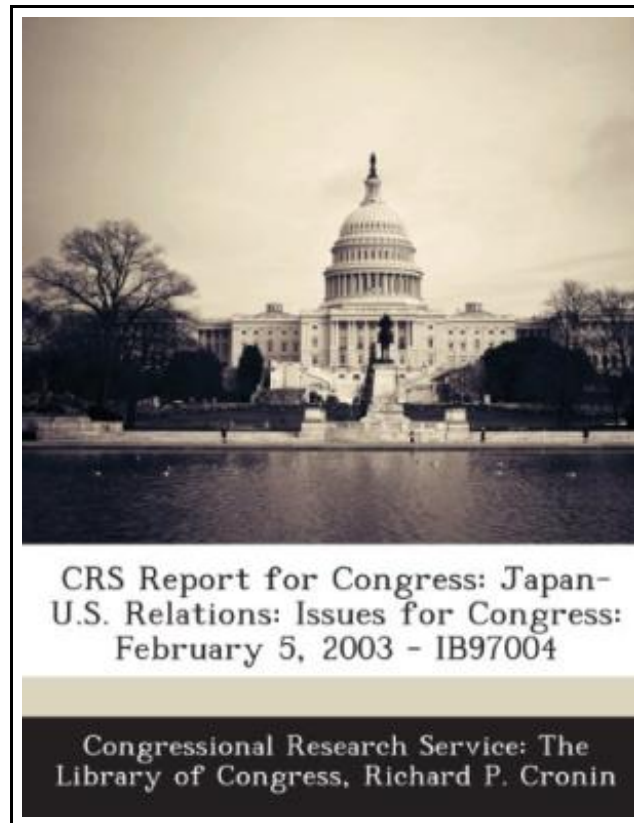 CRS Report for Congress: Japan-
U.S. Relations: Issues for Congress:
February 5, 2003 - IB97004
Congressional Research Service: The
Library of Congress, Richard P. Cronin